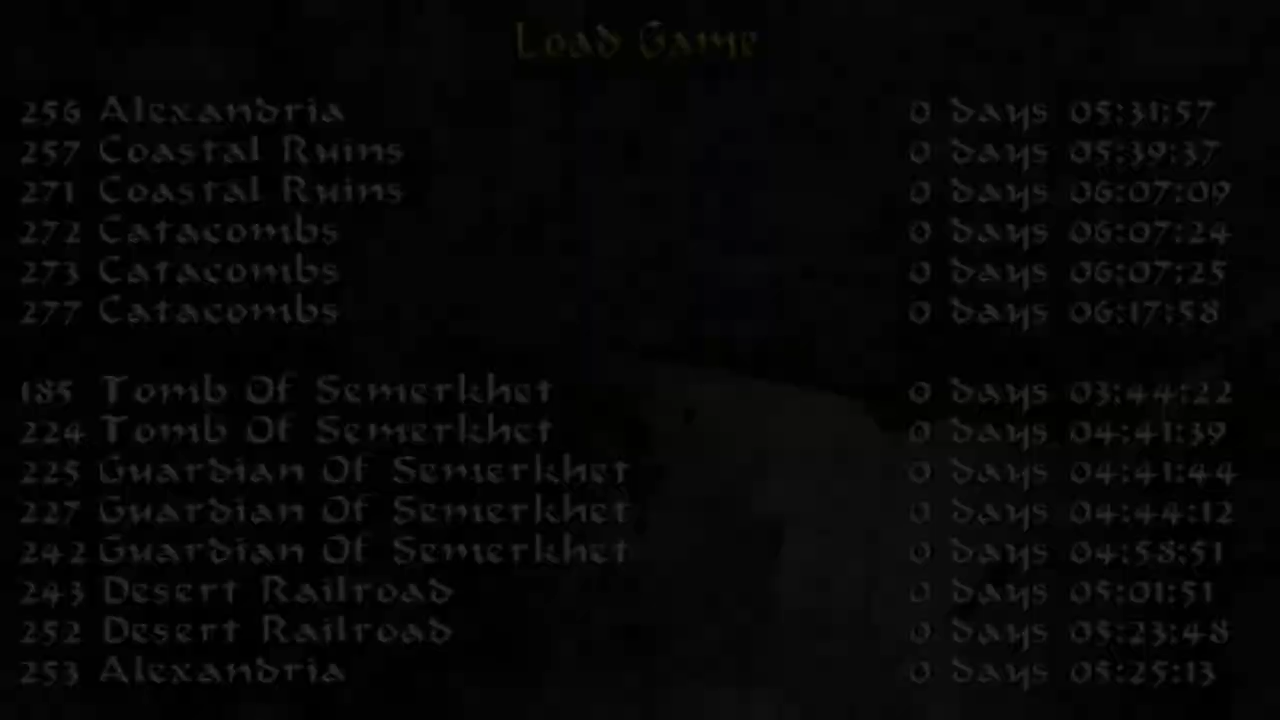 Load Game
256 Alexandria 0 days 05:31:57
257 Coastal Ruins 0 days 05:39:37
271 Coastal Ruins 0 days 06:07:09
272 Catacombs 0 days 06:07:24
273 Catacombs 0 days 06:07:25
277 Catacombs 0 days 06:17:58
185 Tomb Of Semerkhet 0 days 03:44:22
224 Tomb Of Semerkhet 0 days 04:41:39
225 Guardian Of Semerkhet 0 days 04:41:44
227 Guardian Of Semerkhet 0 days 04:44:12
242 Guardian Of Semerkhet 0 days 04:58:51
243 Desert Railroad 0 days 05:01:51
252 Desert Railroad 0 days 05:23:48
253 Alexandria 0 days 05:25:13